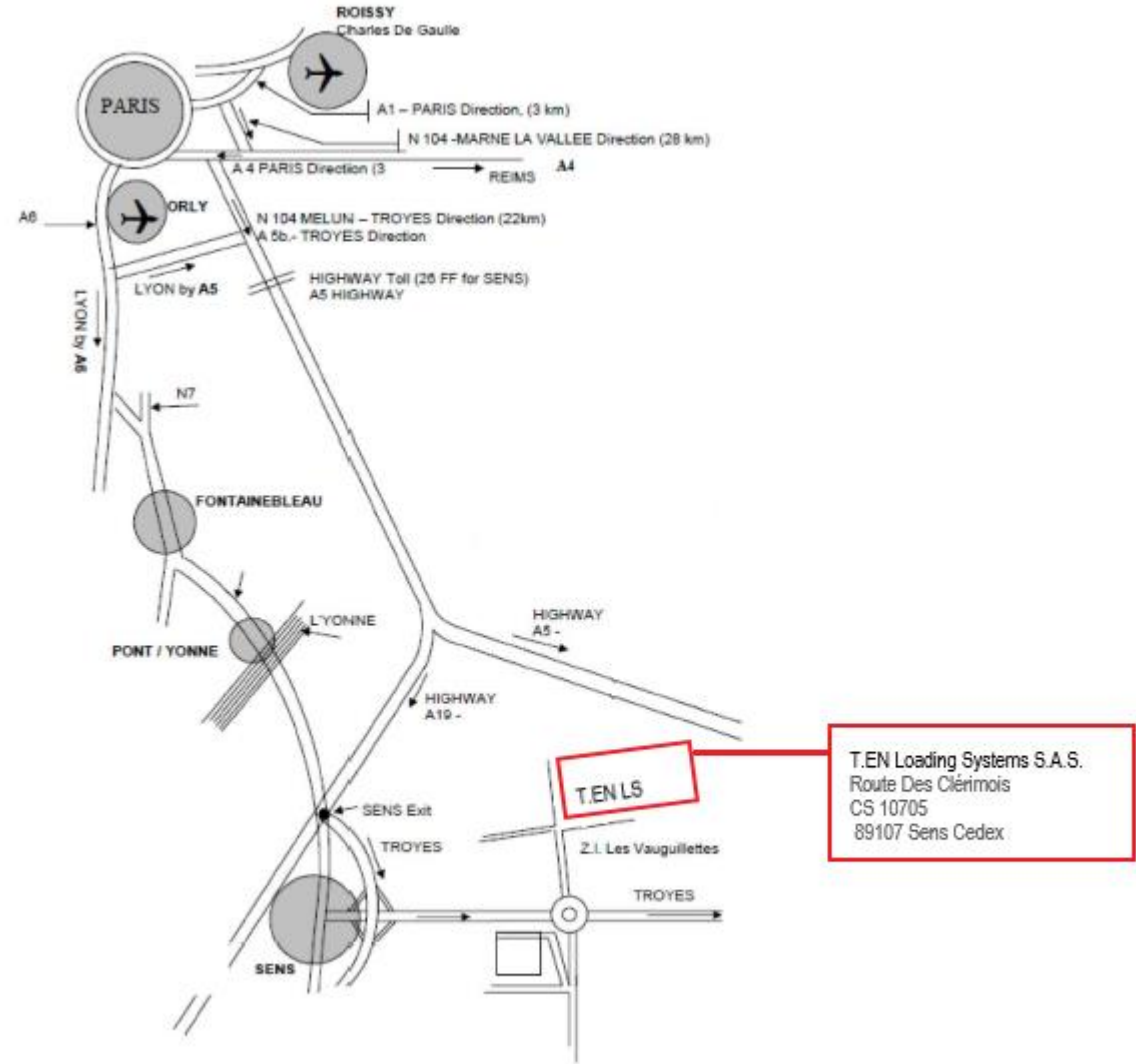 ROISSY
Charles De Gaulle
PARIS
A1 – PARIS Direction, (3 km)
N 104 -MARNE LA VALLEE Direction (28 km)
A 4 PARIS Direction (3
REIMS
A4
ORLY
A6
N 104 MELUN – TROYES Direction (22km)
A 5b.- TROYES Direction
LYON by A5
HIGHWAY Toll (26 FF for SENS)
A5 HIGHWAY
LYON by A6
N7
FONTAINEBLEAU
L'YONNE
PONT / YONNE
HIGHWAY
A5 -
HIGHWAY
A19 -
T.EN LS
T.EN Loading Systems S.A.S.
Route Des Clérimois
CS 10705
89107 Sens Cedex
SENS Exit
TROYES
Z.I. Les Vauguillettes
TROYES
SENS